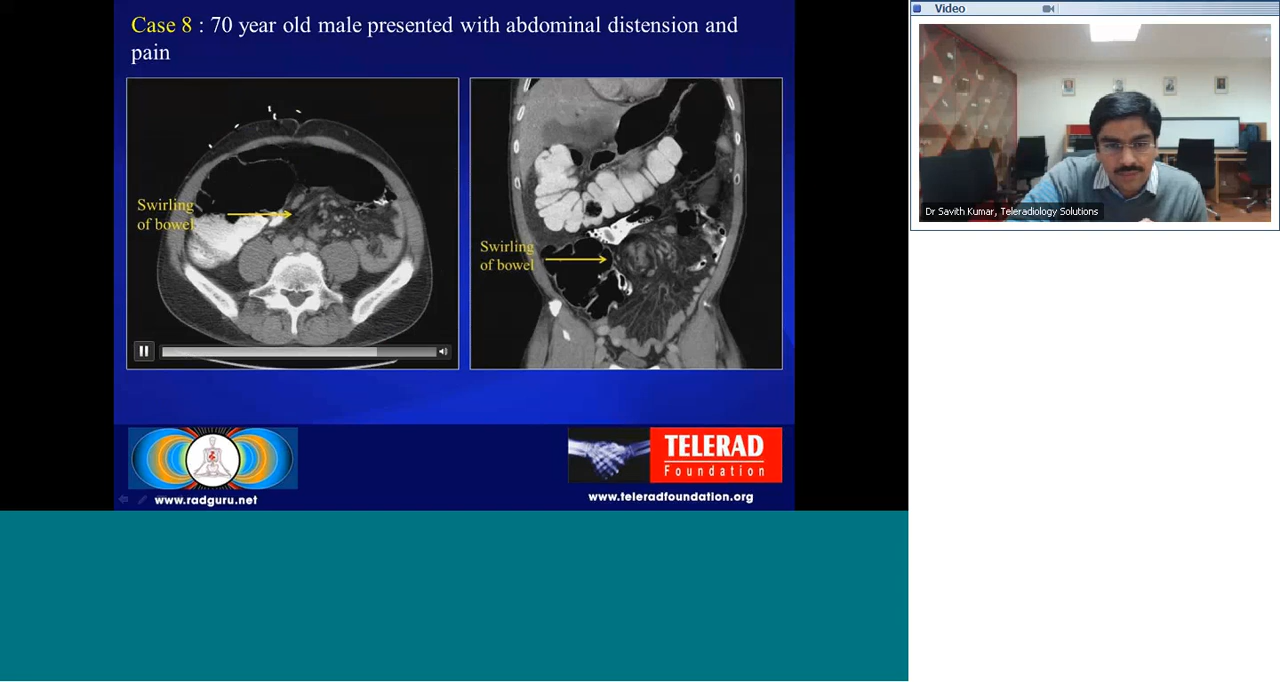 Case 8 : 70 year old male presented with abdominal distension and
pain
Swirling
of bowel
Swirling
of bowel
www.radguru.net
TELERAD
Foundation
www.teleradfoundation.org
Video
Dr Savith Kumar, Teleradiology Solutions